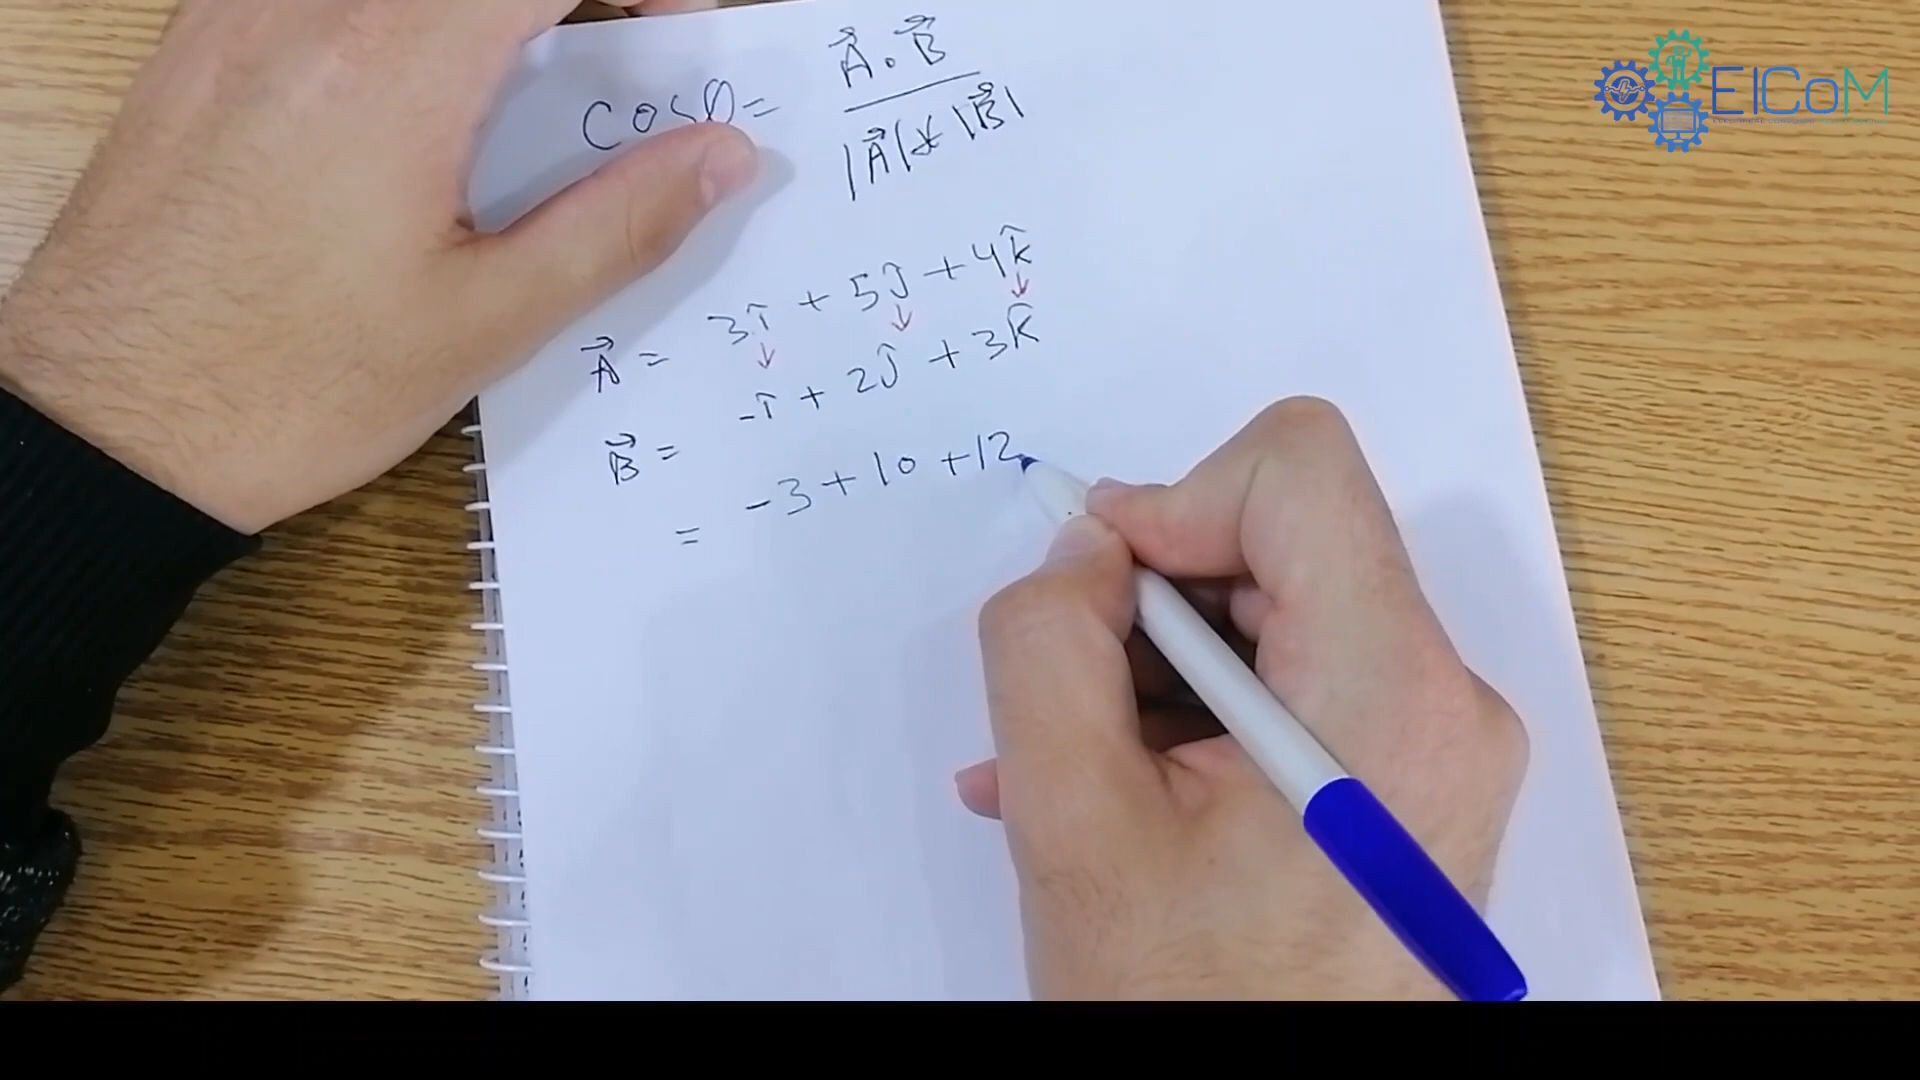 cosθ = A⃗ . B⃗ / |A⃗| * |B⃗|
A⃗ = 3î + 5ĵ + 4k̂
B⃗ = -î + 2ĵ + 3k̂
= -3 + 10 + 12
EICoM